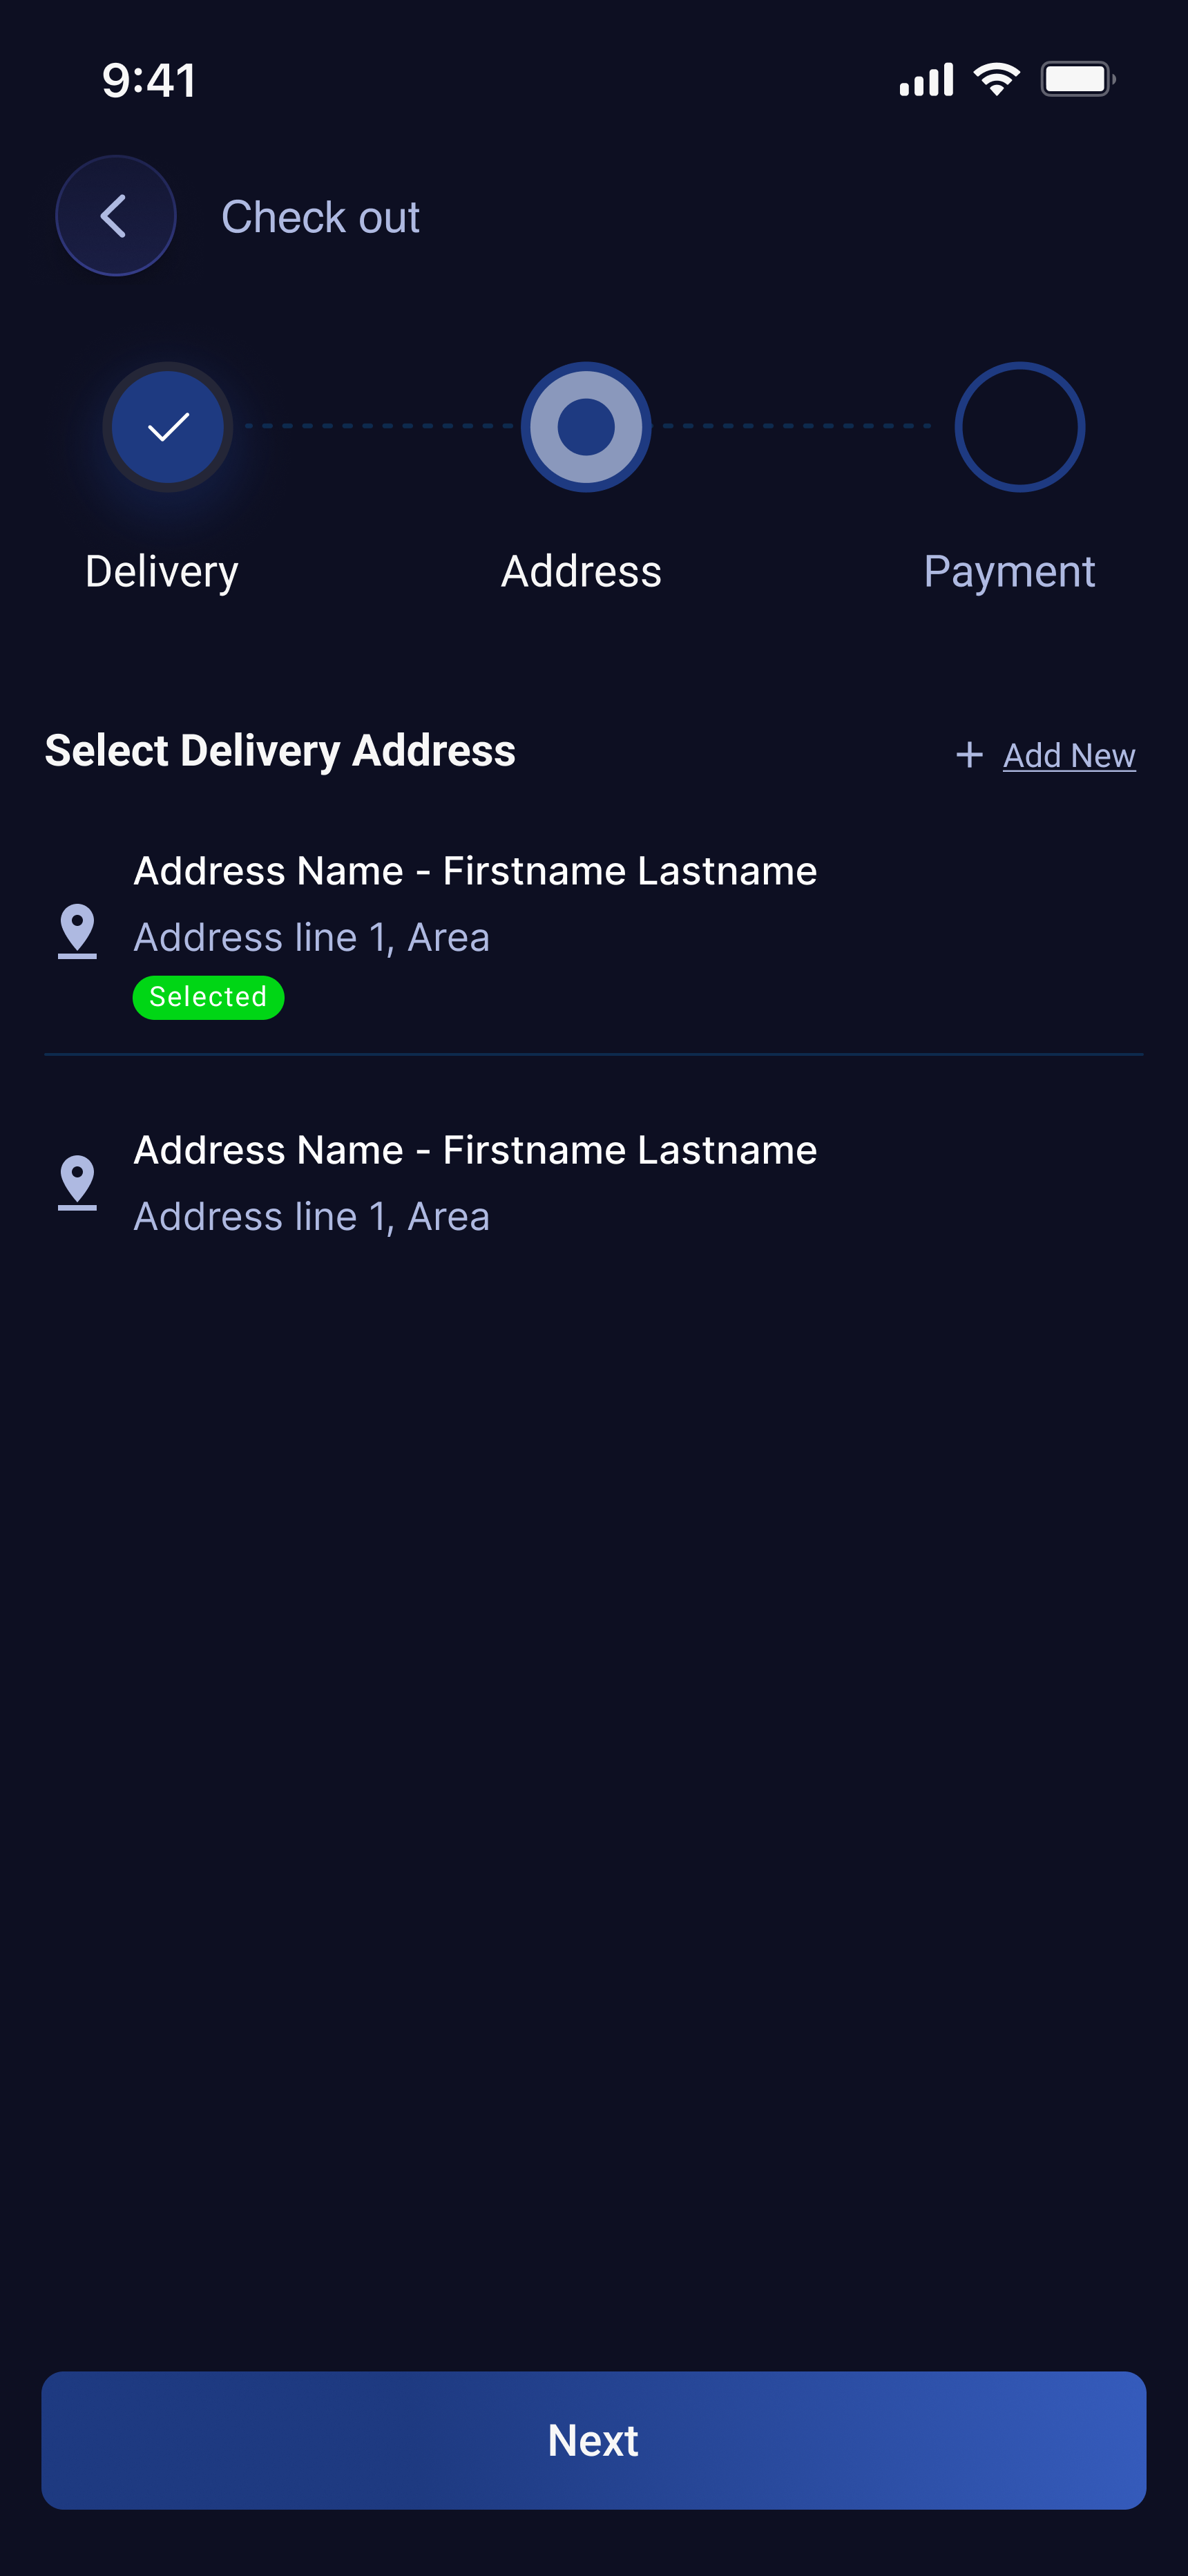 9:41
Check out
Delivery Address Payment
Select Delivery Address
+ Add New
Address Name - Firstname Lastname
Address line 1, Area
Selected
Address Name - Firstname Lastname
Address line 1, Area
Next